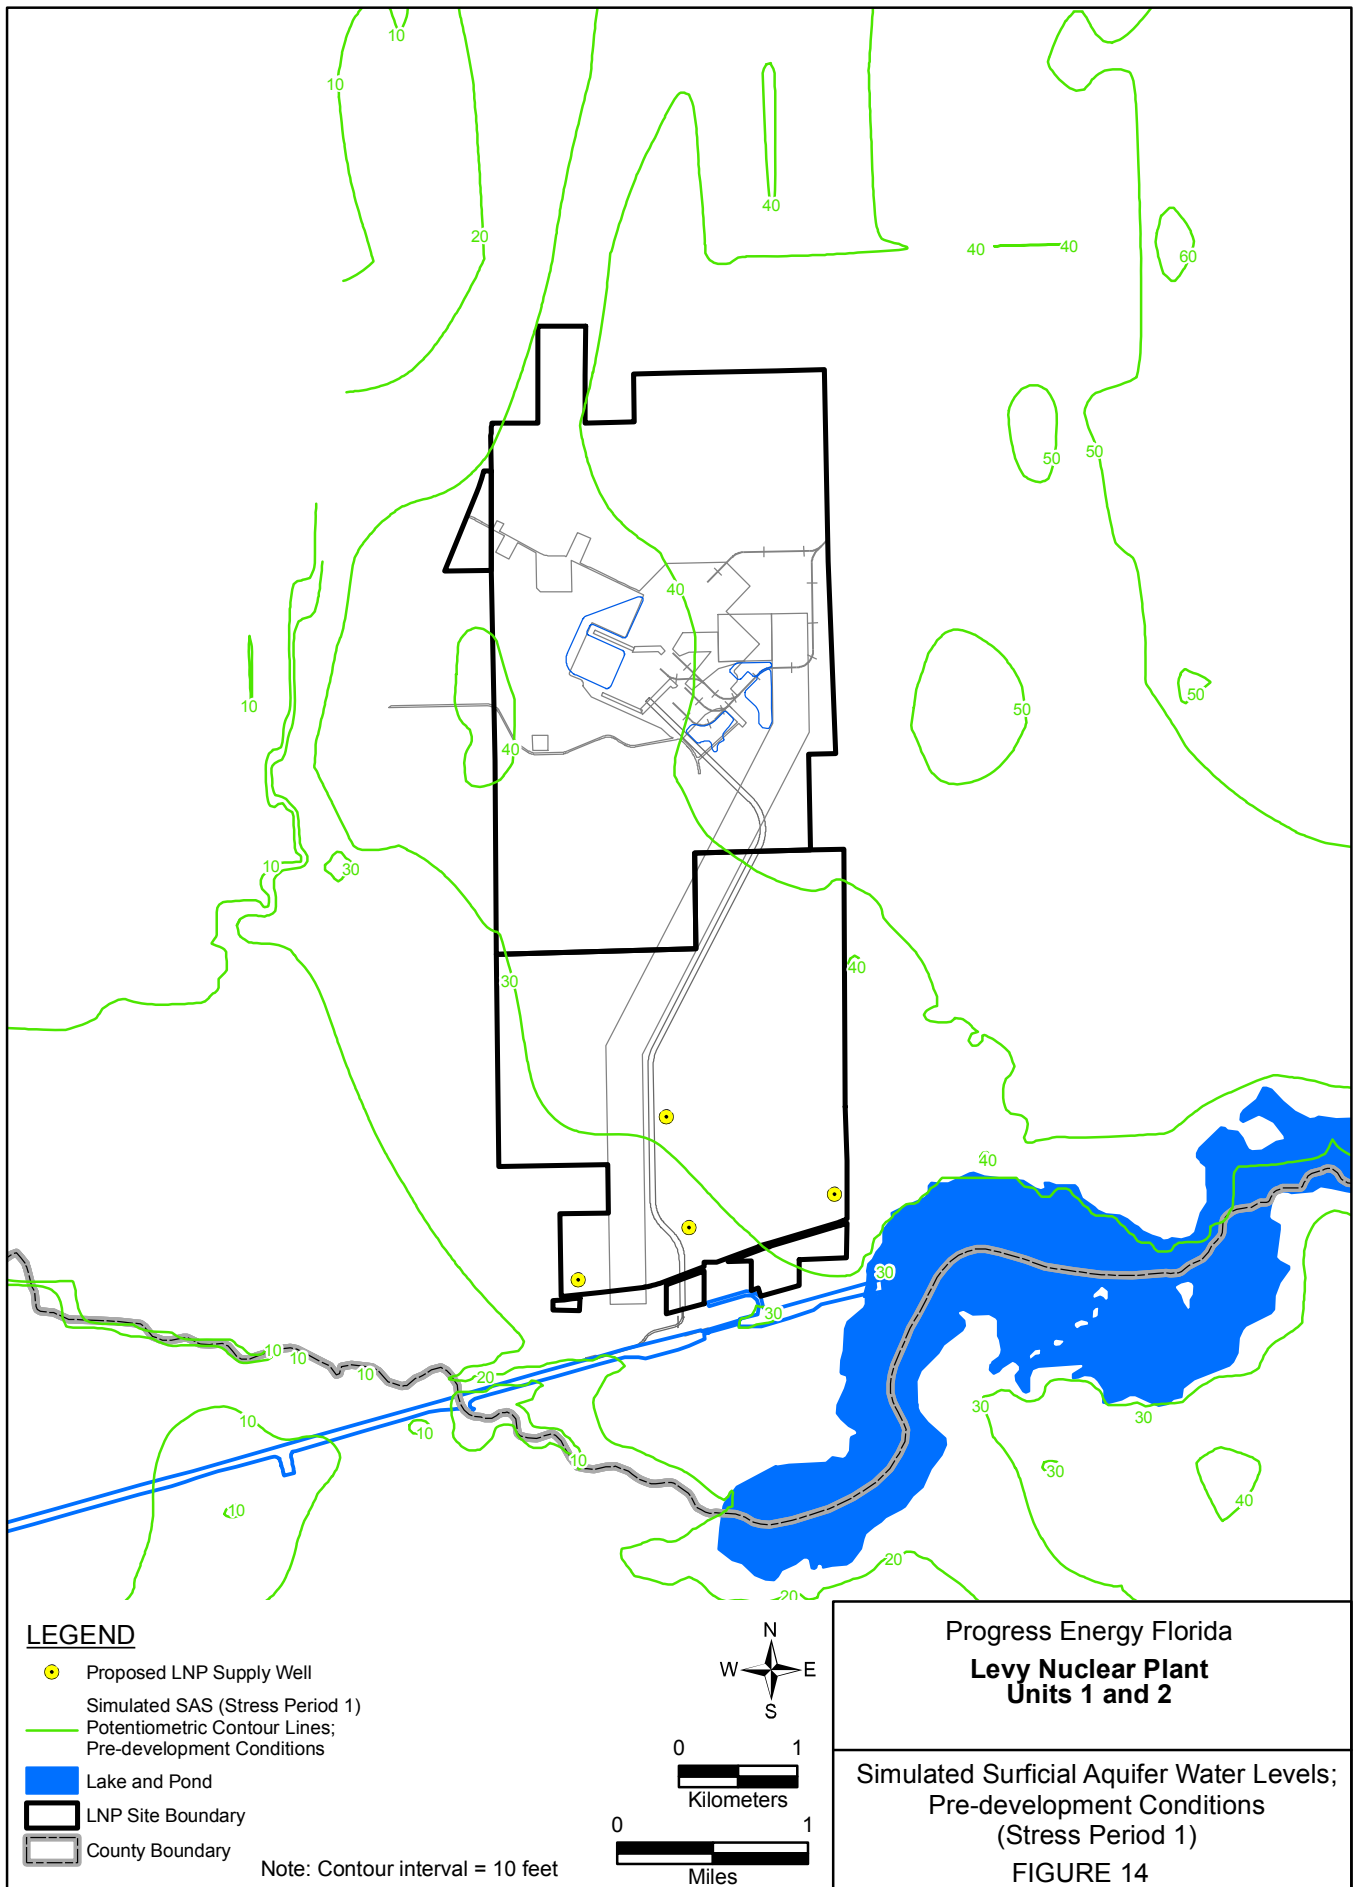 10
10
20
40
40
40
60
50
50
40
10
40
50
50
10
30
30
40
40
30
30
10
10
10
20
10
10
10
10
30
30
30
40
20
20
LEGEND
Proposed LNP Supply Well
Simulated SAS (Stress Period 1)
Potentiometric Contour Lines;
Pre-development Conditions
Lake and Pond
LNP Site Boundary
County Boundary
Note: Contour interval = 10 feet
N
W E
S
0 1
Kilometers
0 1
Miles
Progress Energy Florida
Levy Nuclear Plant
Units 1 and 2
Simulated Surficial Aquifer Water Levels;
Pre-development Conditions
(Stress Period 1)
FIGURE 14